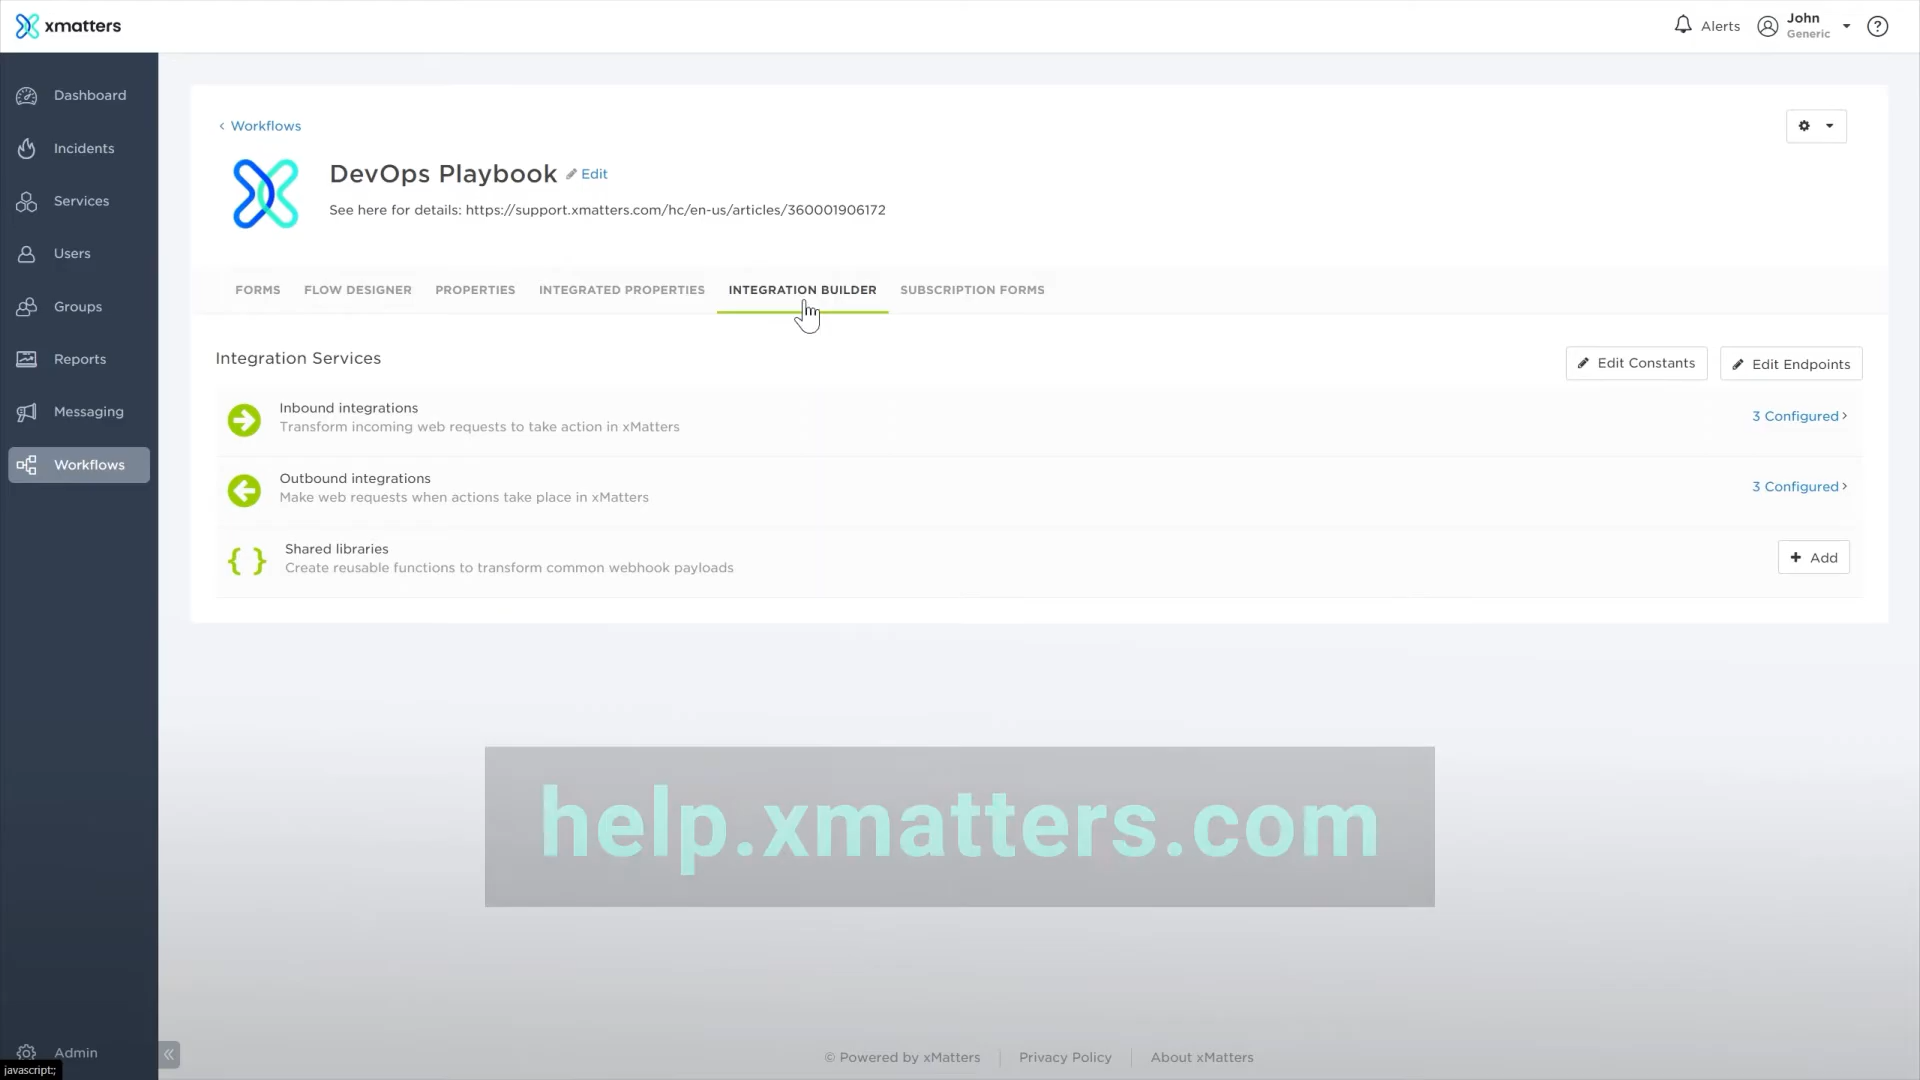 xmatters
Alerts
John
Generic
Dashboard
Incidents
Services
Users
Groups
Reports
Messaging
Workflows
Admin
‹ Workflows
DevOps Playbook
Edit
See here for details: https://support.xmatters.com/hc/en-us/articles/360001906172
FORMS FLOW DESIGNER PROPERTIES INTEGRATED PROPERTIES INTEGRATION BUILDER SUBSCRIPTION FORMS
Integration Services
Edit Constants
Edit Endpoints
Inbound integrations
Transform incoming web requests to take action in xMatters
3 Configured ›
Outbound integrations
Make web requests when actions take place in xMatters
3 Configured ›
{ } Shared libraries
Create reusable functions to transform common webhook payloads
+ Add
help.xmatters.com
© Powered by xMatters
Privacy Policy
About xMatters
javascript:;